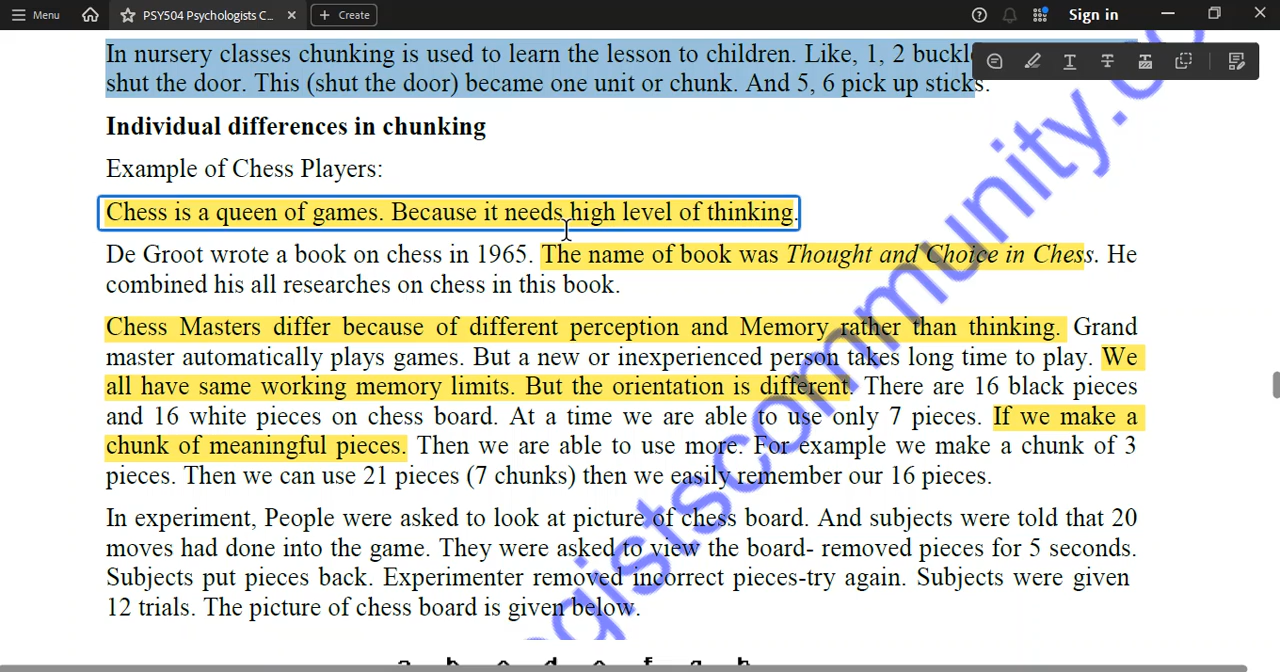 Menu
PSY504 Psychologists C...
Create
Sign in
In nursery classes chunking is used to learn the lesson to children. Like, 1, 2 buckl
shut the door. This (shut the door) became one unit or chunk. And 5, 6 pick up sticks.
Individual differences in chunking
Example of Chess Players:
Chess is a queen of games. Because it needs high level of thinking.
De Groot wrote a book on chess in 1965. The name of book was Thought and Choice in Chess. He
combined his all researches on chess in this book.
Chess Masters differ because of different perception and Memory rather than thinking. Grand
master automatically plays games. But a new or inexperienced person takes long time to play. We
all have same working memory limits. But the orientation is different. There are 16 black pieces
and 16 white pieces on chess board. At a time we are able to use only 7 pieces. If we make a
chunk of meaningful pieces. Then we are able to use more. For example we make a chunk of 3
pieces. Then we can use 21 pieces (7 chunks) then we easily remember our 16 pieces.
In experiment, People were asked to look at picture of chess board. And subjects were told that 20
moves had done into the game. They were asked to view the board- removed pieces for 5 seconds.
Subjects put pieces back. Experimenter removed incorrect pieces-try again. Subjects were given
12 trials. The picture of chess board is given below.
a b c d e f g h
ogistscommunity.co